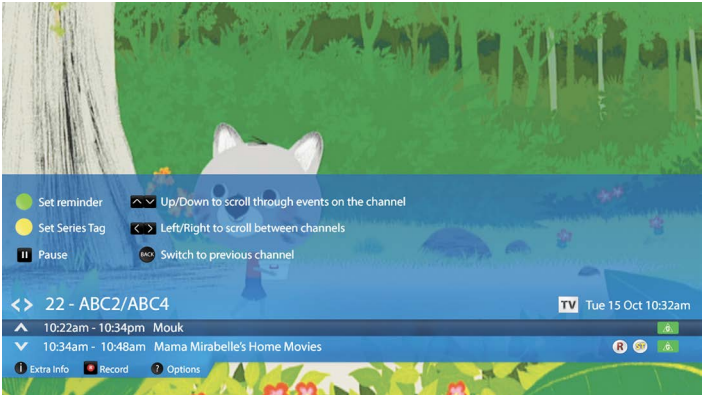 Set reminder
Up/Down to scroll through events on the channel
Set Series Tag
Left/Right to scroll between channels
Pause
BACK Switch to previous channel
22 - ABC2/ABC4
TV Tue 15 Oct 10:32am
10:22am - 10:34pm Mouk
10:34am - 10:48am Mama Mirabelle's Home Movies R
i Extra Info Record ? Options